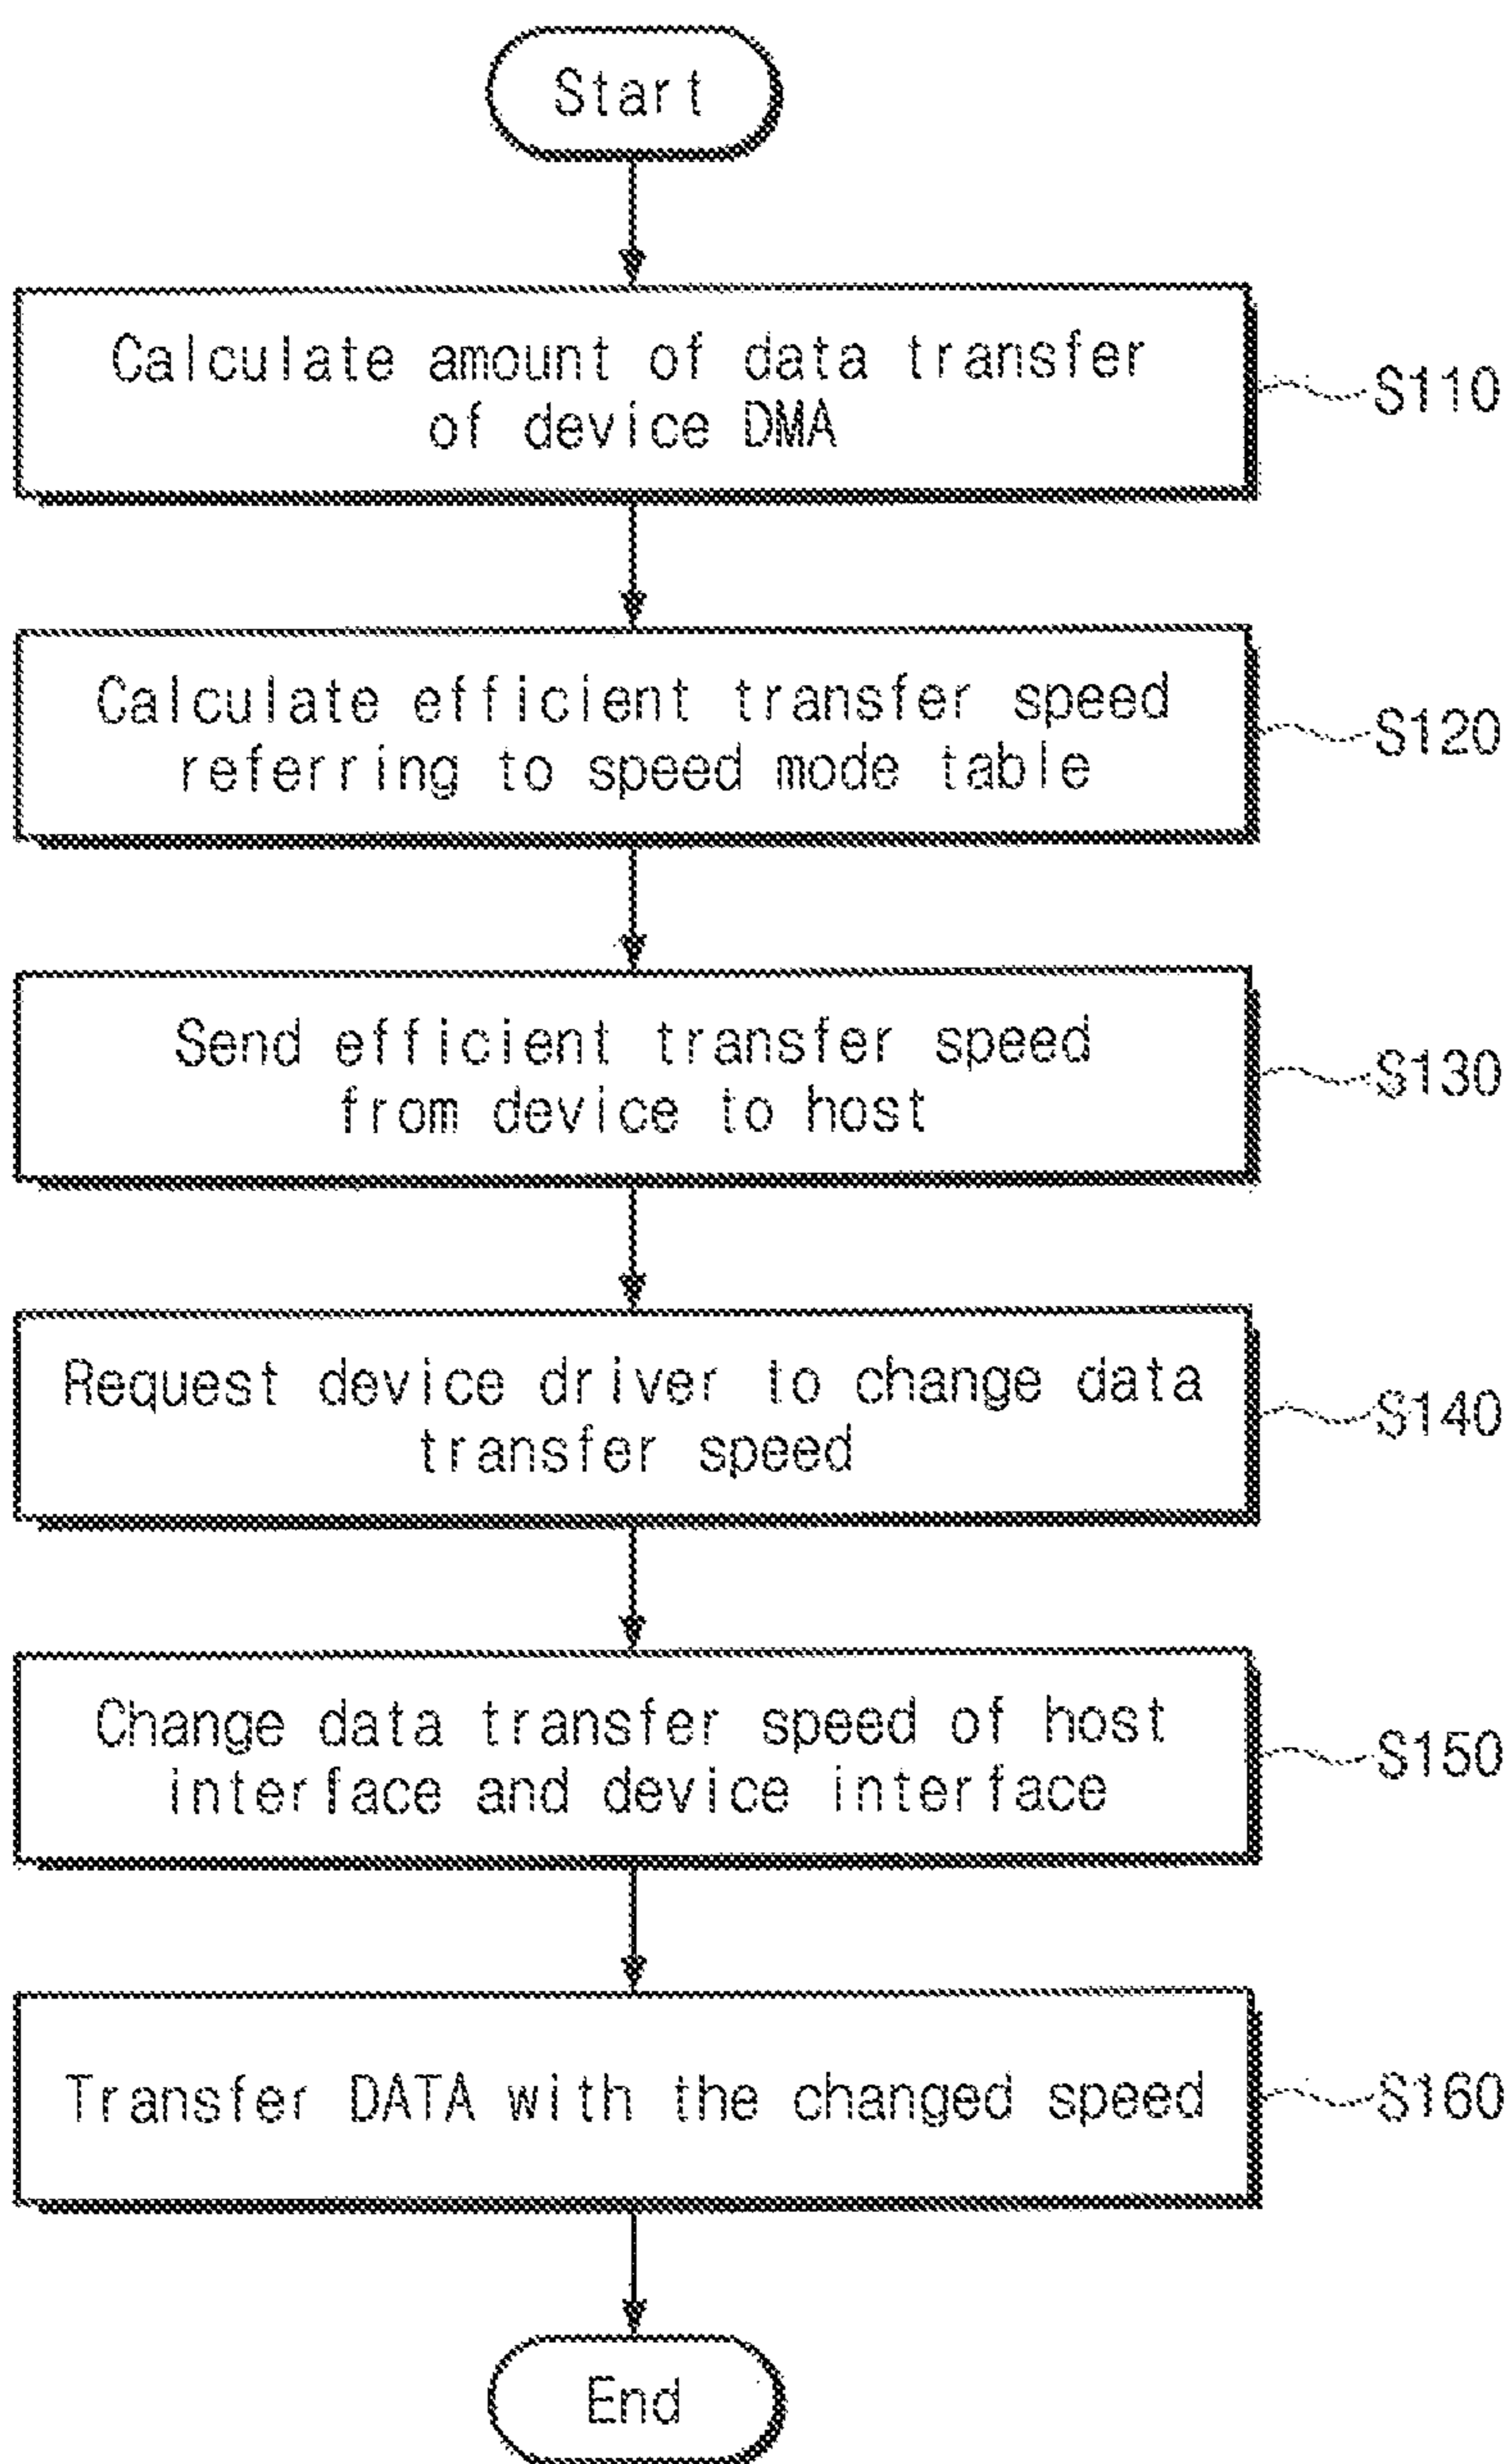 Start
Calculate amount of data transfer
of device DMA
S110
Calculate efficient transfer speed
referring to speed mode table
S120
Send efficient transfer speed
from device to host
S130
Request device driver to change data
transfer speed
S140
Change data transfer speed of host
interface and device interface
S150
Transfer DATA with the changed speed
S160
End